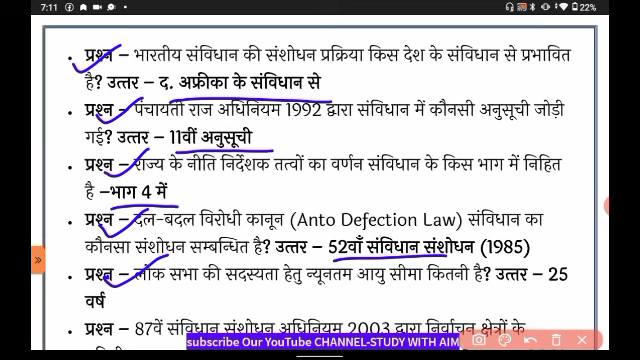 7:11
22%
• प्रश्न – भारतीय संविधान की संशोधन प्रक्रिया किस देश के संविधान से प्रभावित
है? उत्तर – द. अफ्रीका के संविधान से
• प्रश्न – पंचायती राज अधिनियम 1992 द्वारा संविधान में कौनसी अनुसूची जोड़ी
गई? उत्तर – 11वीं अनुसूची
• प्रश्न – राज्य के नीति निर्देशक तत्वों का वर्णन संविधान के किस भाग में निहित
है –भाग 4 में
• प्रश्न – दल-बदल विरोधी कानून (Anto Defection Law) संविधान का
कौनसा संशोधन सम्बन्धित है? उत्तर – 52वाँ संविधान संशोधन (1985)
• प्रश्न – लोक सभा की सदस्यता हेतु न्यूनतम आयु सीमा कितनी है? उत्तर – 25
वर्ष
प्रश्न – 87वें संविधान संशोधन अधिनियम 2003 द्वारा निर्वाचन क्षेत्रों के
subscribe Our YouTube CHANNEL-STUDY WITH AIM